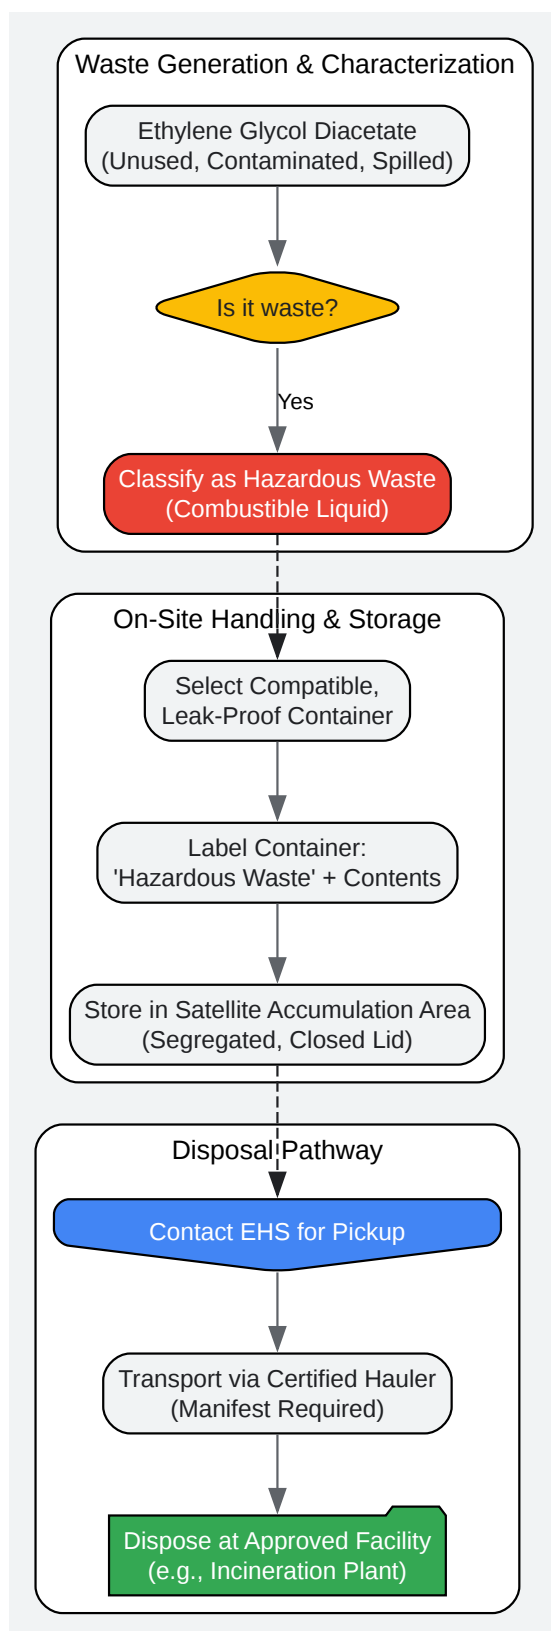 Waste Generation & Characterization
Ethylene Glycol Diacetate
(Unused, Contaminated, Spilled)
Is it waste?
Yes
Classify as Hazardous Waste
(Combustible Liquid)
On-Site Handling & Storage
Select Compatible,
Leak-Proof Container
Label Container:
'Hazardous Waste' + Contents
Store in Satellite Accumulation Area
(Segregated, Closed Lid)
Disposal Pathway
Contact EHS for Pickup
Transport via Certified Hauler
(Manifest Required)
Dispose at Approved Facility
(e.g., Incineration Plant)